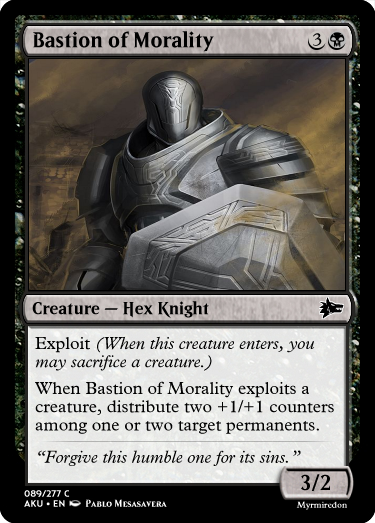 Bastion of Morality 3
Creature — Hex Knight
Exploit (When this creature enters, you
may sacrifice a creature.)
When Bastion of Morality exploits a
creature, distribute two +1/+1 counters
among one or two target permanents.
“Forgive this humble one for its sins.”
3/2
089/277 C
AKU • EN Pablo Mesasavera
Myrmiredon